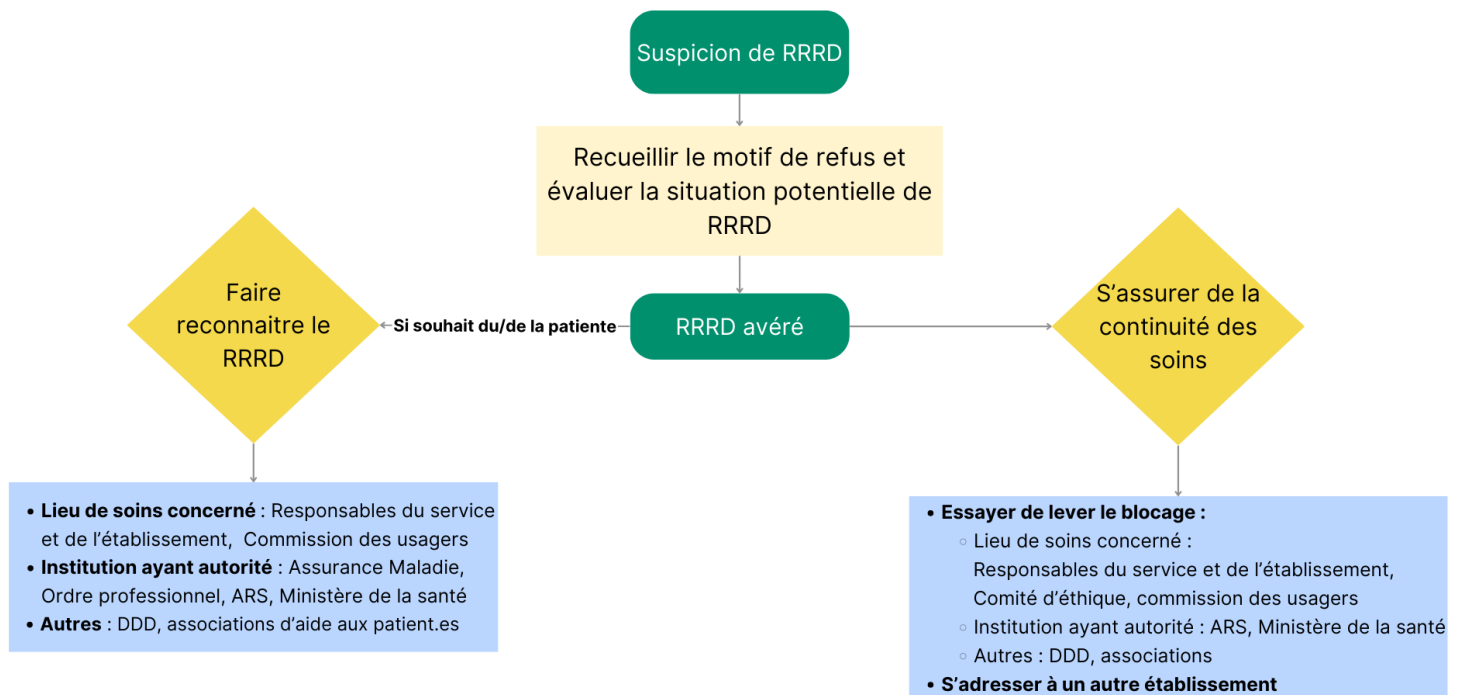 Suspicion de RRRD
Recueillir le motif de refus et
évaluer la situation potentielle de
RRRD
Faire
reconnaitre le
RRRD
Si souhait du/de la patiente
RRRD avéré
S’assurer de la
continuité des
soins
• Lieu de soins concerné : Responsables du service
et de l’établissement, Commission des usagers
• Institution ayant autorité : Assurance Maladie,
Ordre professionnel, ARS, Ministère de la santé
• Autres : DDD, associations d’aide aux patient.es
• Essayer de lever le blocage :
◦ Lieu de soins concerné :
Responsables du service et de l’établissement,
Comité d’éthique, commission des usagers
◦ Institution ayant autorité : ARS, Ministère de la santé
◦ Autres : DDD, associations
• S’adresser à un autre établissement